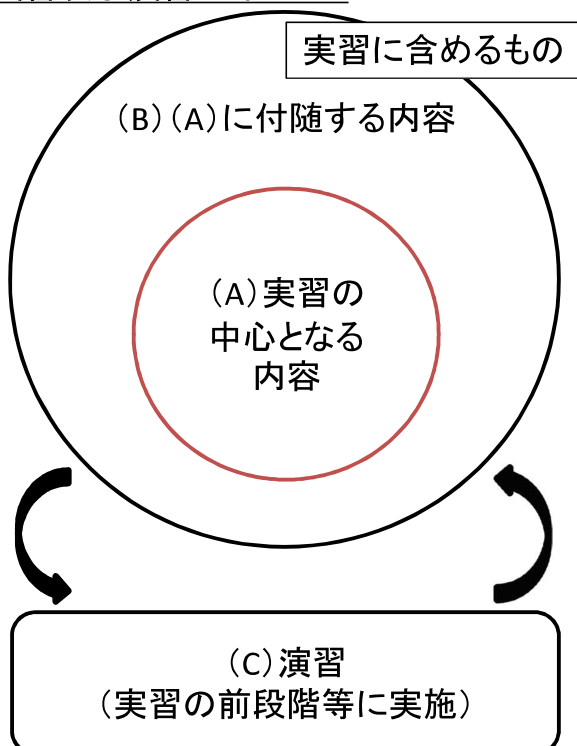 実習に含めるもの
(B)(A)に付随する内容
(A)実習の
中心となる
内容
(C)演習
(実習の前段階等に実施)